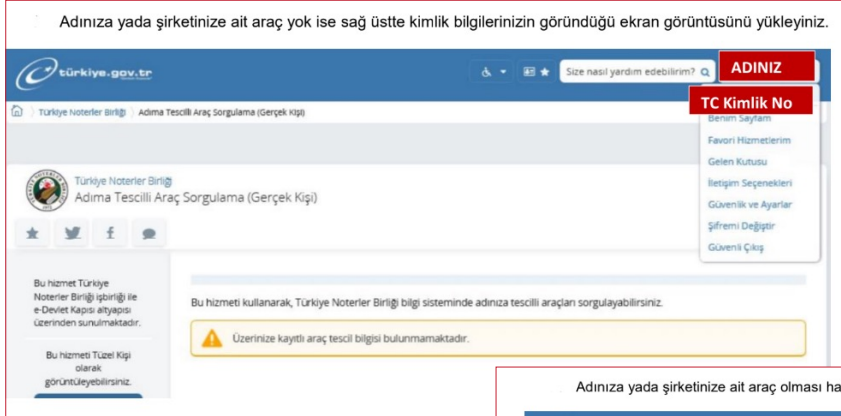 Adınıza yada şirketinize ait araç yok ise sağ üstte kimlik bilgilerinizin göründüğü ekran görüntüsünü yükleyiniz.
türkiye.gov.tr
Size nasıl yardım edebilirim?
ADINIZ
TC Kimlik No
Türkiye Noterler Birliği
Adıma Tescilli Araç Sorgulama (Gerçek Kişi)
Benim Sayfam
Favori Hizmetlerim
Gelen Kutusu
İletişim Seçenekleri
Güvenlik ve Ayarlar
Şifremi Değiştir
Güvenli Çıkış
Türkiye Noterler Birliği
Adıma Tescilli Araç Sorgulama (Gerçek Kişi)
Bu hizmet Türkiye
Noterler Birliği işbirliği ile
e-Devlet Kapısı altyapısı
üzerinden sunulmaktadır.
Bu hizmeti Tüzel Kişi
olarak
görüntüleyebilirsiniz.
Bu hizmeti kullanarak, Türkiye Noterler Birliği bilgi sisteminde adınıza tescilli araçları sorgulayabilirsiniz.
Üzerinize kayıtlı araç tescil bilgisi bulunmamaktadır.
Adınıza yada şirketinize ait araç olması ha